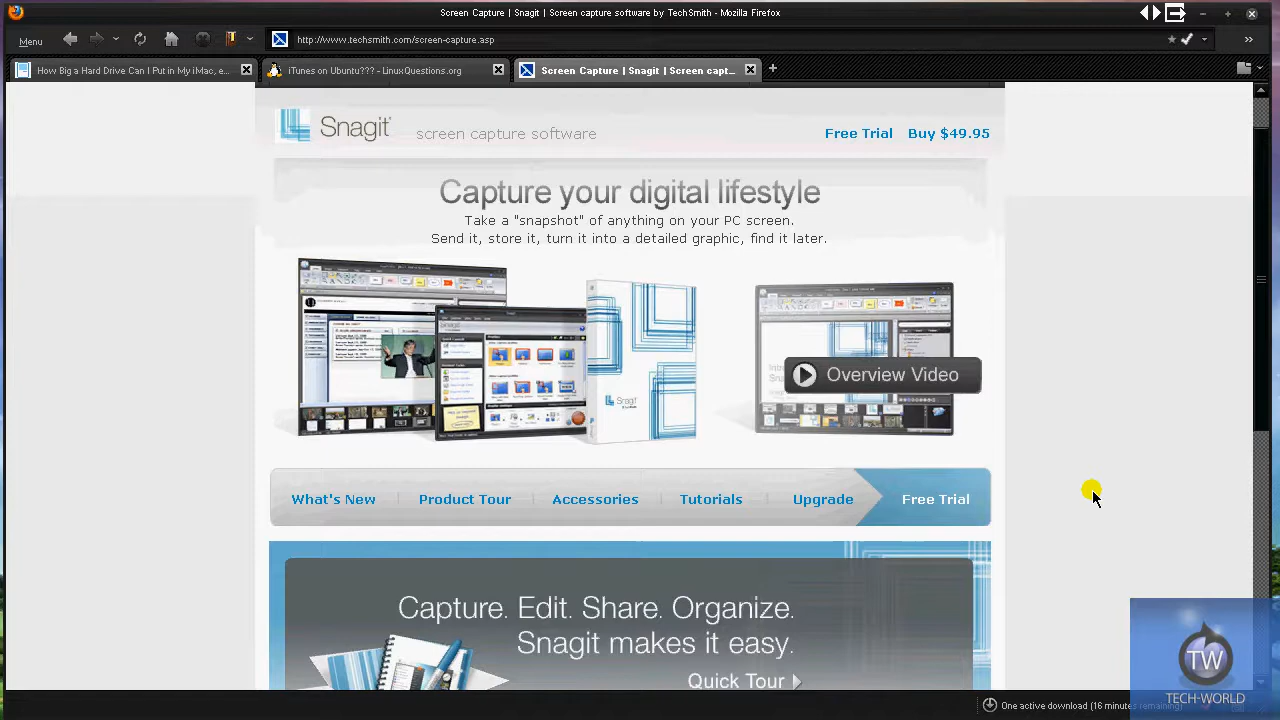 Screen Capture | Snagit | Screen capture software by TechSmith - Mozilla Firefox
Menu
http://www.techsmith.com/screen-capture.asp
How Big a Hard Drive Can I Put in My iMac, e...
iTunes on Ubuntu??? - LinuxQuestions.org
Screen Capture | Snagit | Screen capt...
Snagit
screen capture software
Free Trial
Buy $49.95
Capture your digital lifestyle
Take a "snapshot" of anything on your PC screen.
Send it, store it, turn it into a detailed graphic, find it later.
Snagit
Snagit
Overview Video
What's New
Product Tour
Accessories
Tutorials
Upgrade
Free Trial
Capture. Edit. Share. Organize.
Snagit makes it easy.
Quick Tour
TW
TECH-WORLD
One active download (16 minutes remaining)